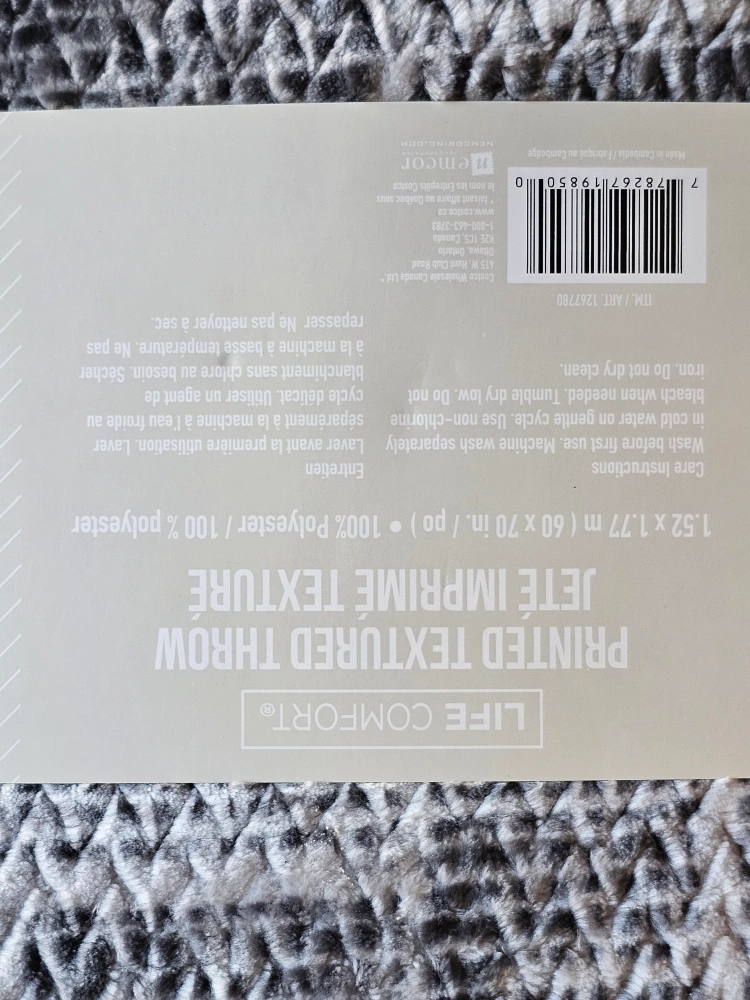 LIFE COMFORT®
PRINTED TEXTURED THROW
JETÉ IMPRIMÉ TEXTURÉ
1.52 x 1.77 m ( 60 x 70 in. / po ) • 100% Polyester / 100 % polyester
Care Instructions
Wash before first use. Machine wash separately
in cold water on gentle cycle. Use non-chlorine
bleach when needed. Tumble dry low. Do not
iron. Do not dry clean.
Entretien
Laver avant la première utilisation. Laver
séparément à la machine à l'eau froide au
cycle délicat. Utiliser un agent de
blanchiment sans chlore au besoin. Sécher
à la machine à basse température. Ne pas
repasser Ne pas nettoyer à sec.
ITM. / ART. 1267780
7 78267 19850 0
Made in Cambodia / Fabriqué au Cambodge
Costco Wholesale Canada Ltd.*
415 W. Hunt Club Road
Ottawa, Ontario
K2E 1C5, Canada
1-800-463-3783
www.costco.ca
* faisant affaire au Québec sous
le nom les Entrepôts Costco
nemcor
NEMCORINC.COM